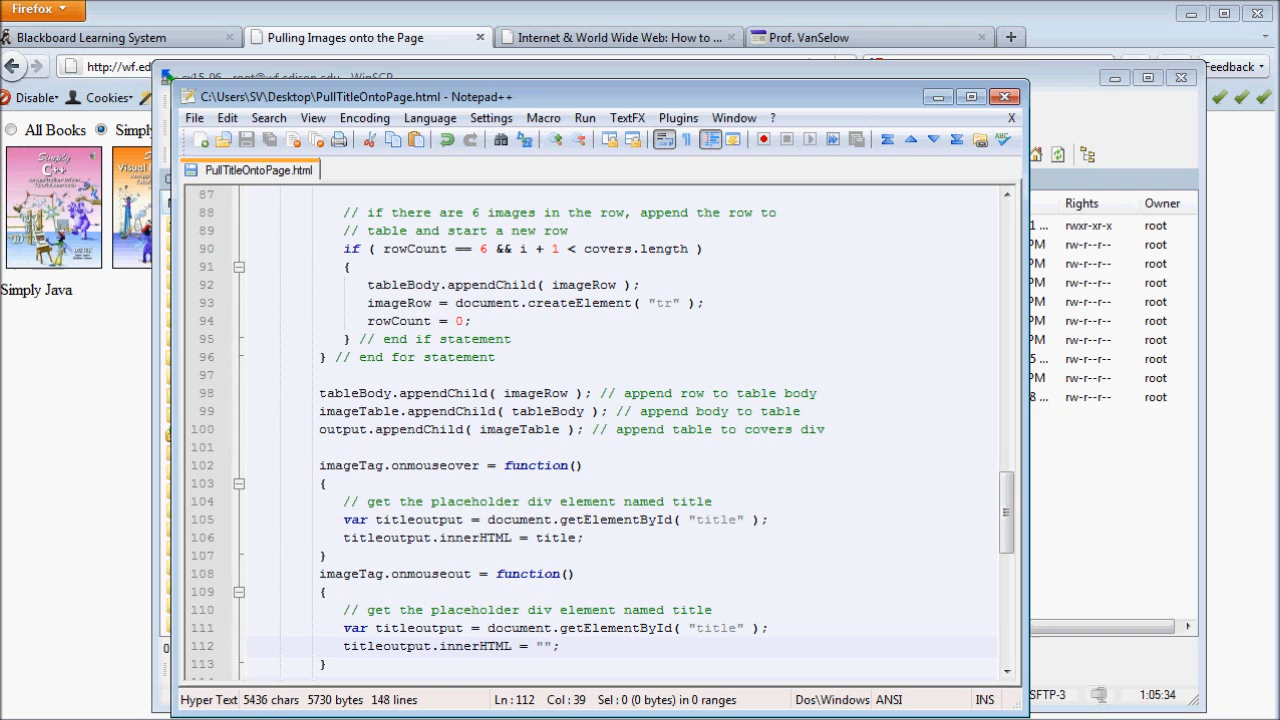 Firefox
Blackboard Learning System
Pulling Images onto the Page
Internet & World Wide Web: How to ...
Prof. VanSelow
http://wf.ed
Feedback
Disable
Cookies
All Books
Simply
Simply
C++
Visual
Simply Java
C:\Users\SV\Desktop\PullTitleOntoPage.html - Notepad++
File Edit Search View Encoding Language Settings Macro Run TextFX Plugins Window ?
X
PullTitleOntoPage.html
87
88 // if there are 6 images in the row, append the row to
89 // table and start a new row
90 if ( rowCount == 6 && i + 1 < covers.length )
91 {
92 tableBody.appendChild( imageRow );
93 imageRow = document.createElement( "tr" );
94 rowCount = 0;
95 } // end if statement
96 } // end for statement
97
98 tableBody.appendChild( imageRow ); // append row to table body
99 imageTable.appendChild( tableBody ); // append body to table
100 output.appendChild( imageTable ); // append table to covers div
101
102 imageTag.onmouseover = function()
103 {
104 // get the placeholder div element named title
105 var titleoutput = document.getElementById( "title" );
106 titleoutput.innerHTML = title;
107 }
108 imageTag.onmouseout = function()
109 {
110 // get the placeholder div element named title
111 var titleoutput = document.getElementById( "title" );
112 titleoutput.innerHTML = "";
113 }
Hyper Text 5436 chars 5730 bytes 148 lines Ln : 112 Col : 39 Sel : 0 (0 bytes) in 0 ranges Dos\Windows ANSI INS
Rights Owner
1 ... rwxr-xr-x root
PM rw-r--r-- root
PM rw-r--r-- root
PM rw-r--r-- root
PM rw-r--r-- root
PM rw-r--r-- root
5 ... rw-r--r-- root
PM rw-r--r-- root
8 ... rw-r--r-- root
SFTP-3
1:05:34